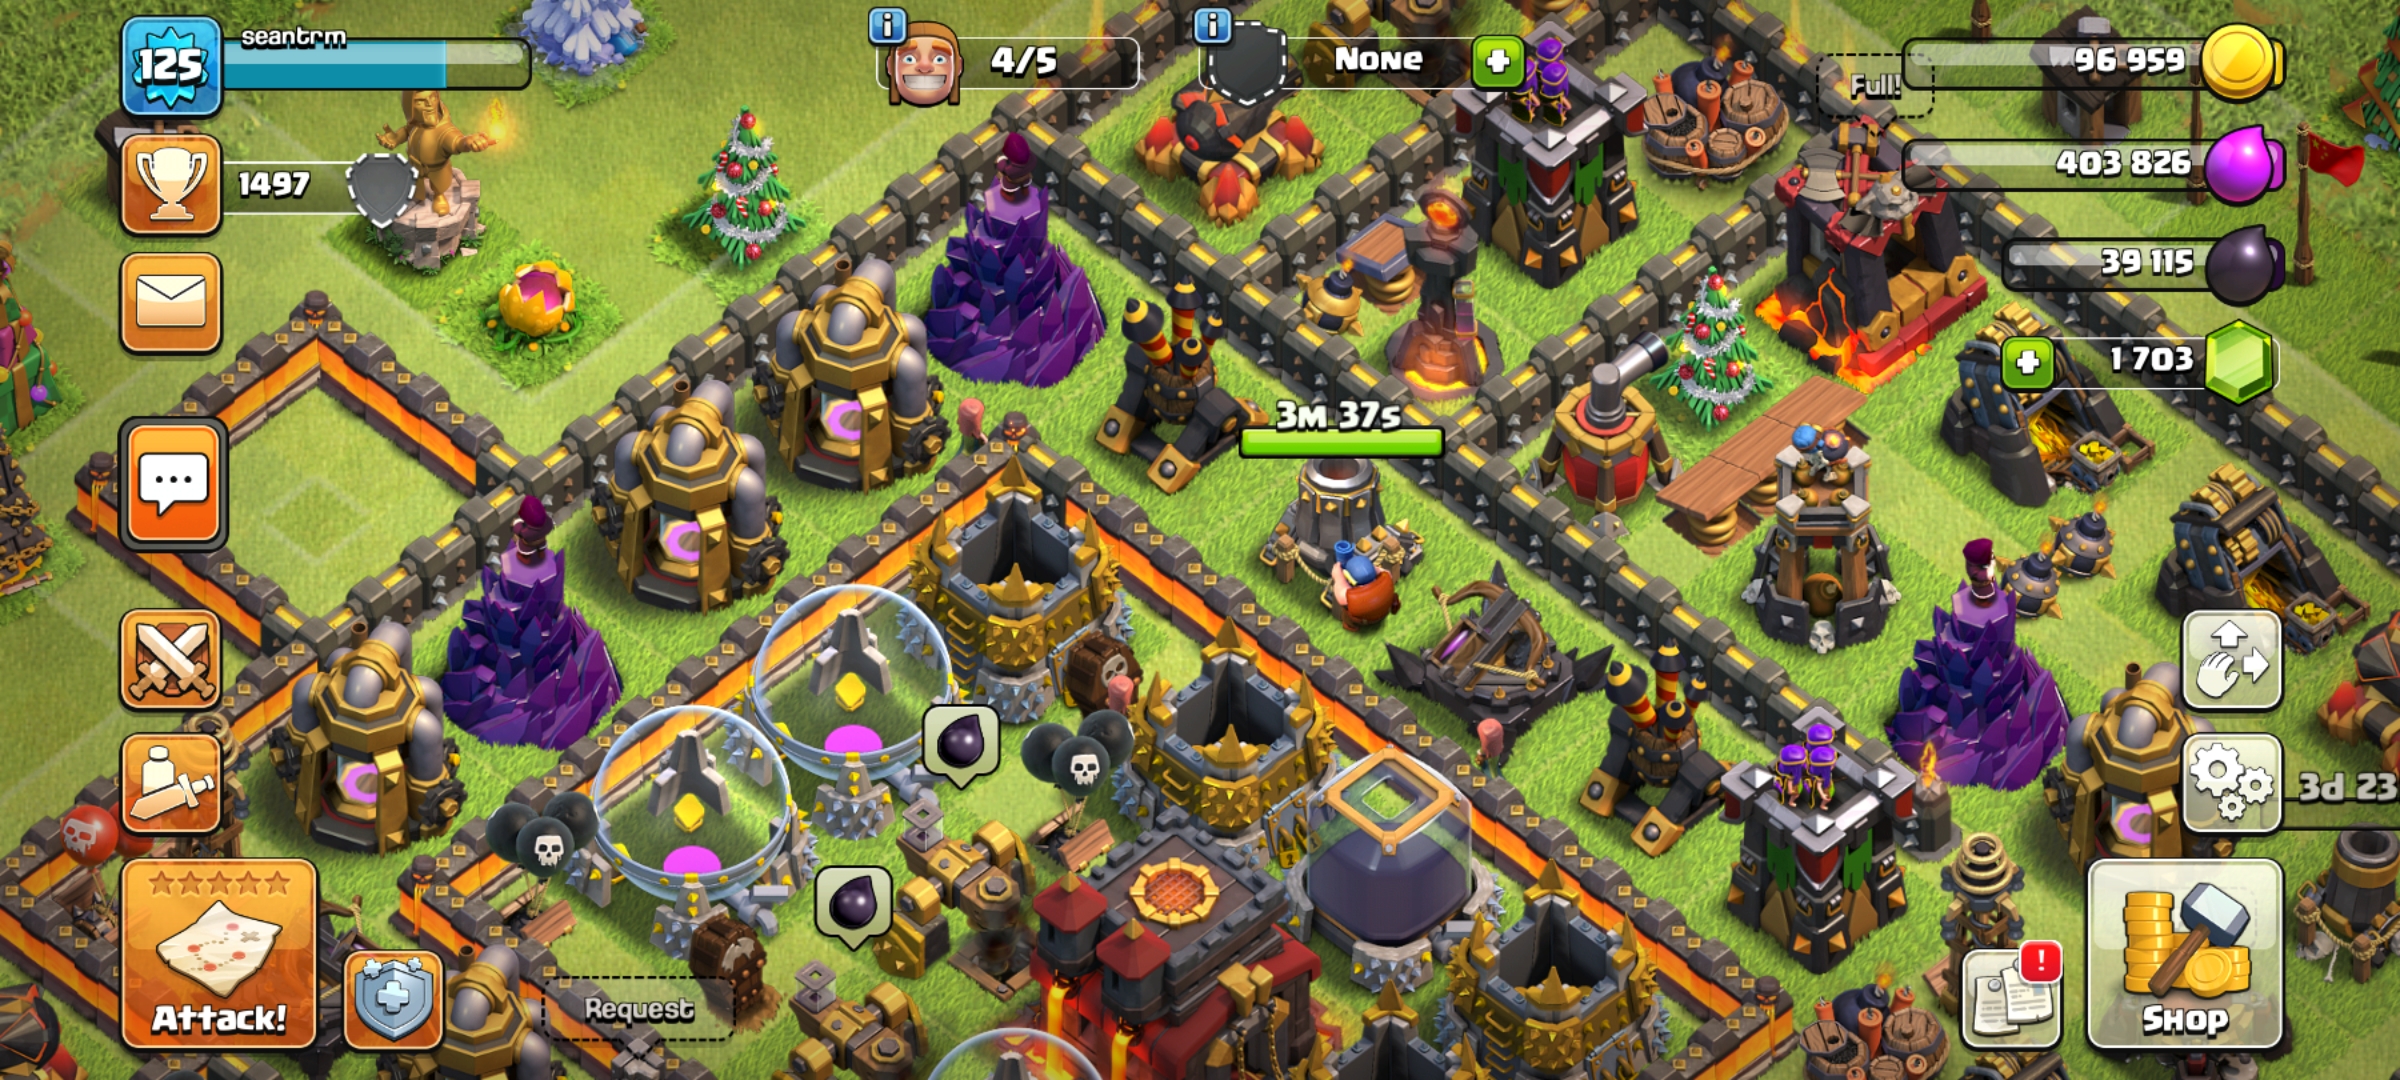 seantrm
125
4/5
None
96 959
Full!
403 826
1497
39 115
1 703
3m 37s
3d 23
Request
Attack!
Shop